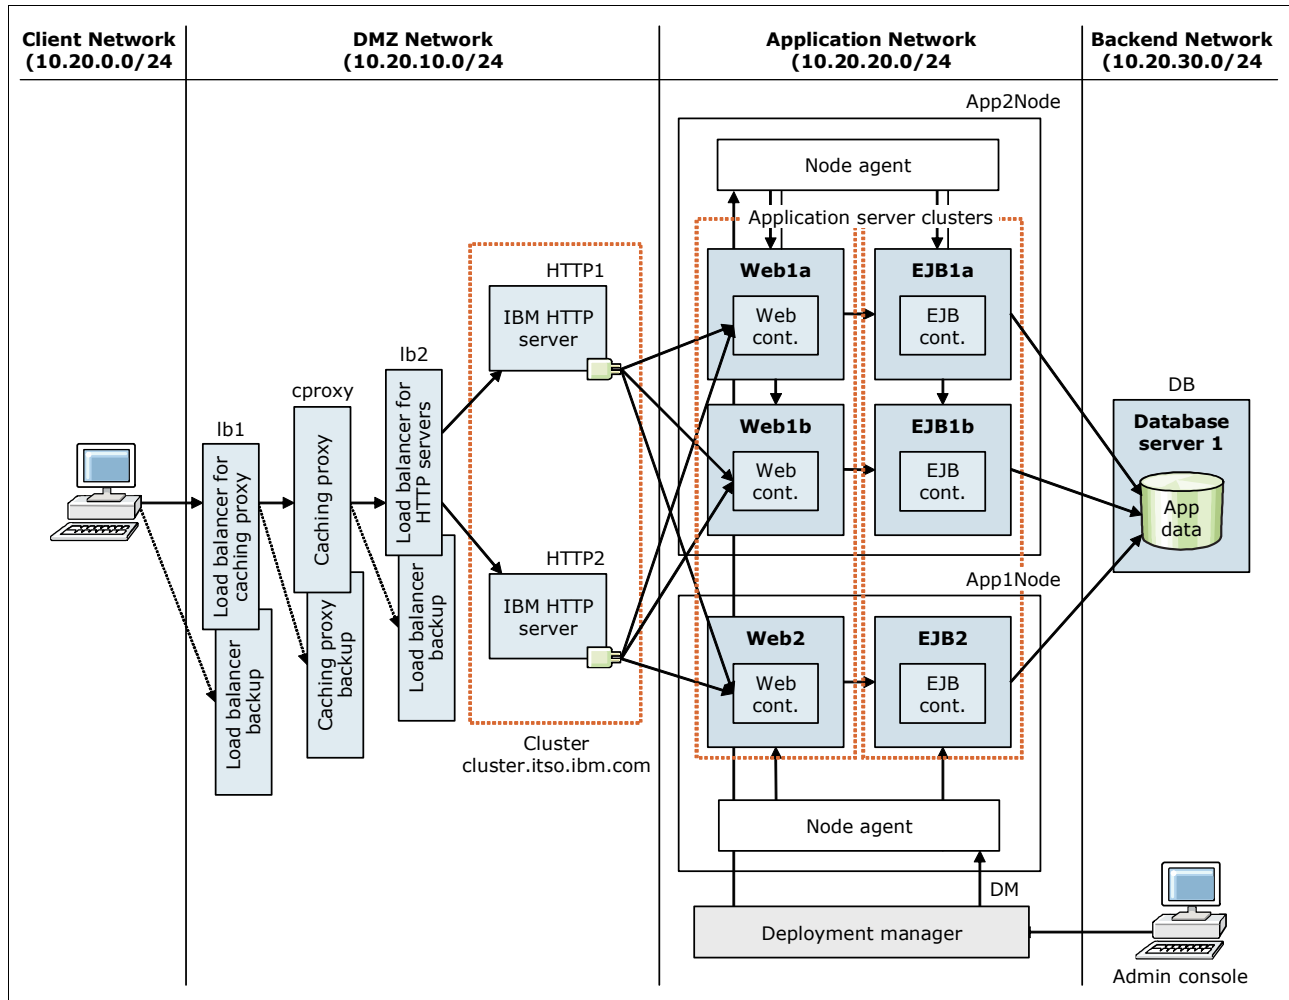 Client Network
(10.20.0.0/24
DMZ Network
(10.20.10.0/24
Application Network
(10.20.20.0/24
Backend Network
(10.20.30.0/24
App2Node
Node agent
Application server clusters
HTTP1
IBM HTTP
server
Web1a
Web
cont.
EJB1a
EJB
cont.
lb2
Load balancer for
HTTP servers
cproxy
Caching proxy
lb1
Load balancer for
caching proxy
Web1b
Web
cont.
EJB1b
EJB
cont.
DB
Database
server 1
App
data
HTTP2
IBM HTTP
server
App1Node
Load balancer
backup
Caching proxy
backup
Load balancer
backup
Web2
Web
cont.
EJB2
EJB
cont.
Cluster
cluster.itso.ibm.com
Node agent
DM
Deployment manager
Admin console